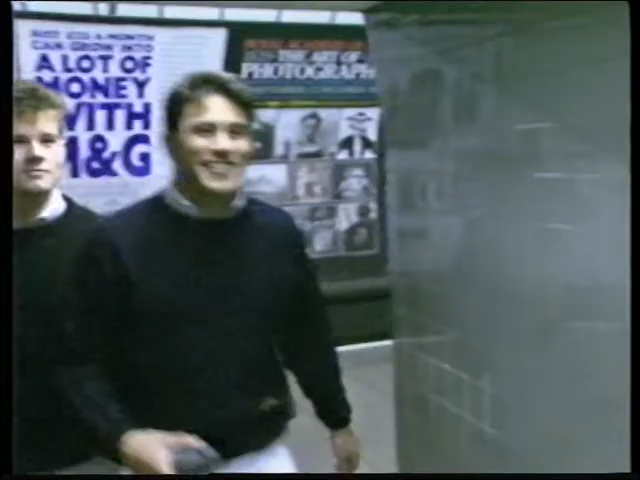 CAN GROW INTO
A LOT OF
MONEY
WITH
M&G
THE ART OF
PHOTOGRAPH